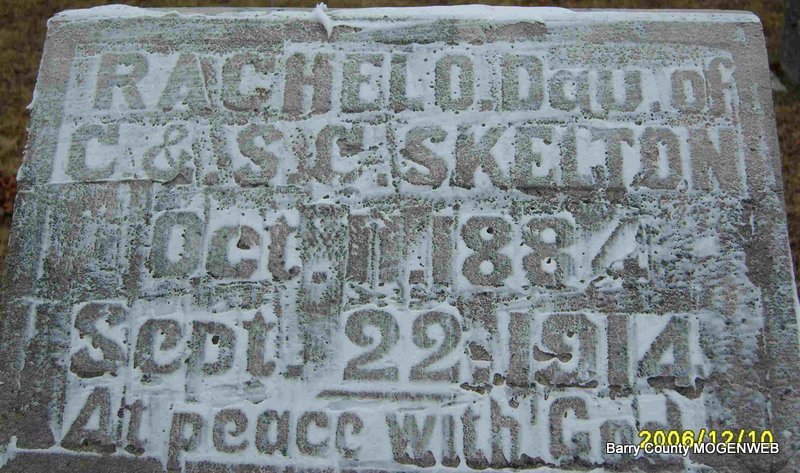 RACHEL O. Dau. of
C. & S. C. SKELTON
Oct. 11. 1884
Sept. 22. 1914
At peace with God
2006/12/10
Barry County MOGENWEB